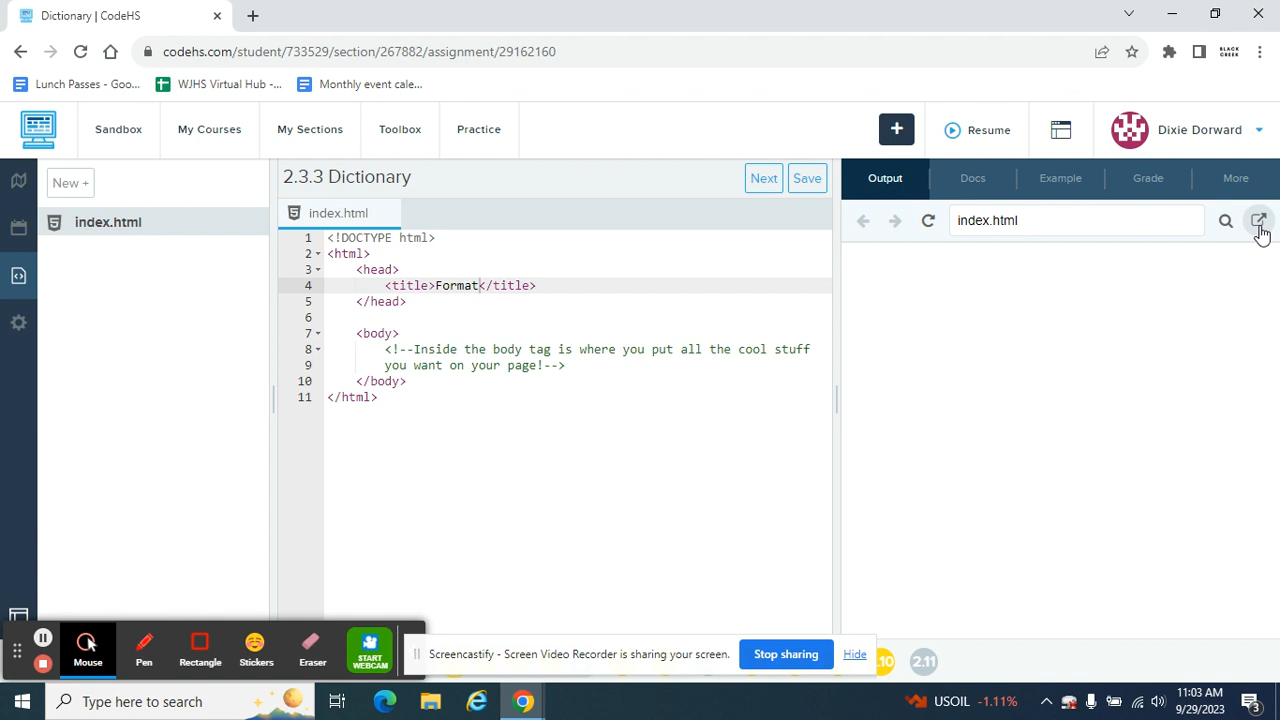 Dictionary | CodeHS
codehs.com/student/733529/section/267882/assignment/29162160
BLACK CREEK
Lunch Passes - Goo...
WJHS Virtual Hub -...
Monthly event cale...
Sandbox
My Courses
My Sections
Toolbox
Practice
+
Resume
Dixie Dorward
New +
2.3.3 Dictionary
Next
Save
Output
Docs
Example
Grade
More
index.html
index.html
index.html
1 <!DOCTYPE html>
2 <html>
3 <head>
4 <title>Format</title>
5 </head>
6
7 <body>
8 <!--Inside the body tag is where you put all the cool stuff
9 you want on your page!-->
10 </body>
11 </html>
Mouse
Pen
Rectangle
Stickers
Eraser
START WEBCAM
Screencastify - Screen Video Recorder is sharing your screen.
Stop sharing
Hide
.10
2.11
Type here to search
USOIL -1.11%
11:03 AM
9/29/2023
3